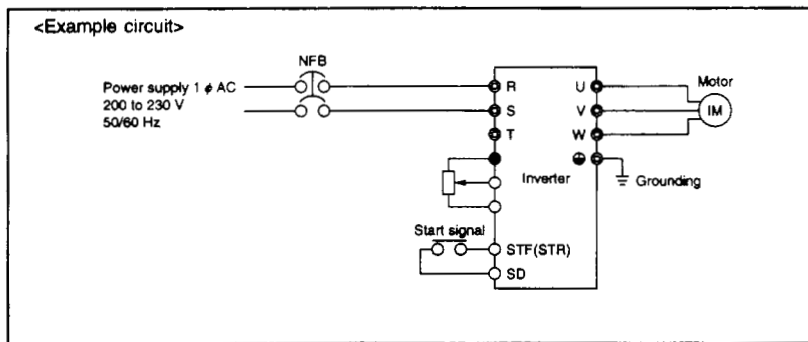 <Example circuit>
NFB
Power supply 1 ϕ AC
200 to 230 V
50/60 Hz
R
S
T
U
V
W
Motor
IM
Inverter
Grounding
Start signal
STF(STR)
SD